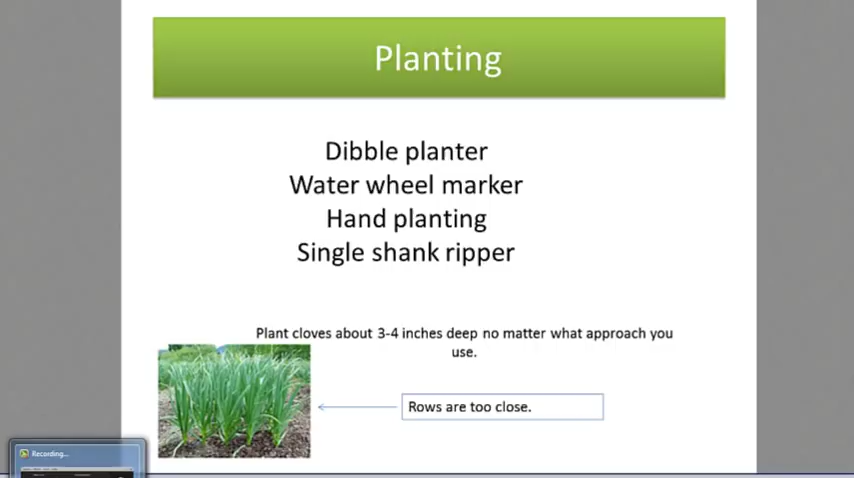 Planting
Dibble planter
Water wheel marker
Hand planting
Single shank ripper
Plant cloves about 3-4 inches deep no matter what approach you
use.
Rows are too close.
Recording...